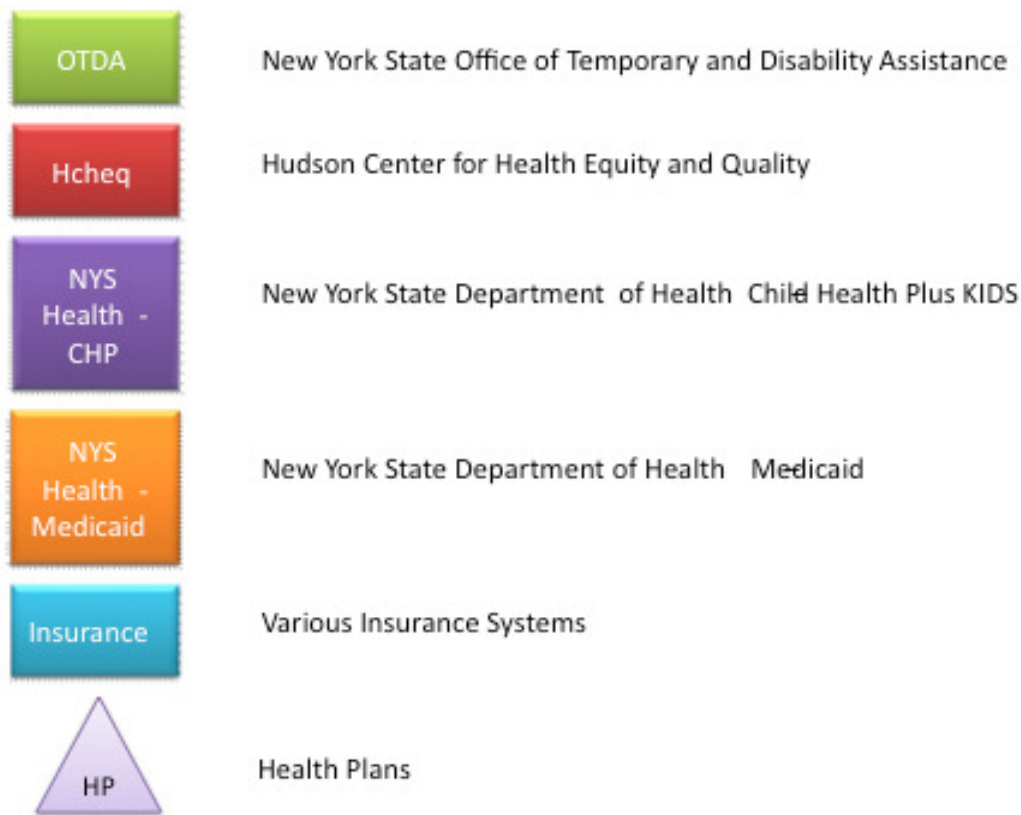 OTDA
New York State Office of Temporary and Disability Assistance
Hcheq
Hudson Center for Health Equity and Quality
NYS
Health -
CHP
New York State Department of Health Child Health Plus KIDS
NYS
Health -
Medicaid
New York State Department of Health Medicaid
Insurance
Various Insurance Systems
HP
Health Plans